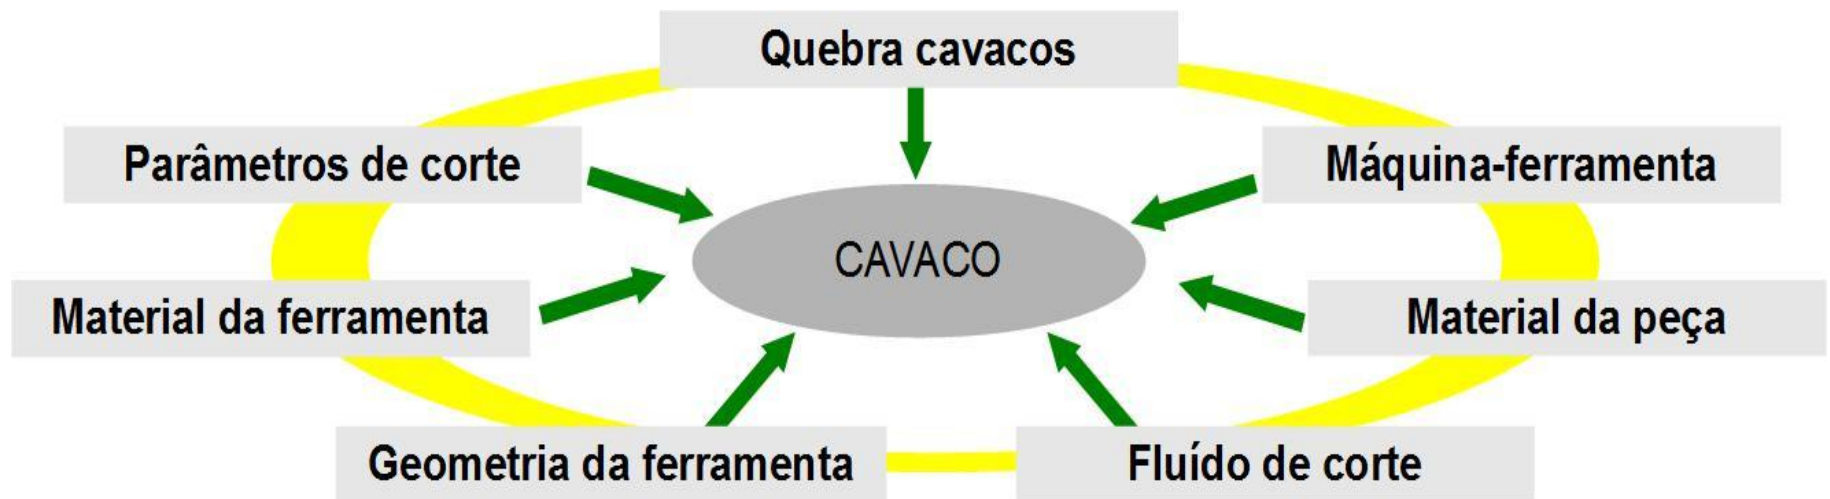 Quebra cavacos
Parâmetros de corte
Máquina-ferramenta
CAVACO
Material da ferramenta
Material da peça
Geometria da ferramenta
Fluído de corte